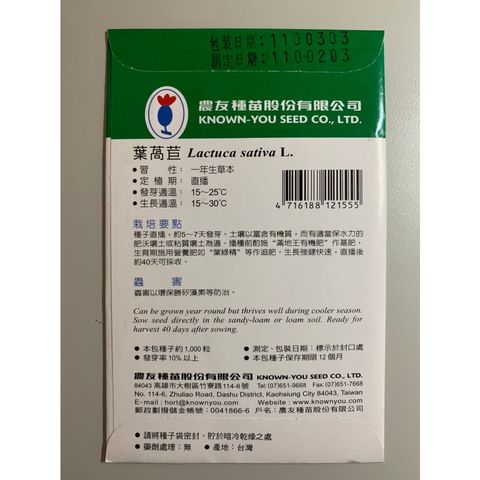 包裝日期:1100303
測定日期:1100203
農友種苗股份有限公司
KNOWN-YOU SEED CO., LTD.
葉萵苣 Lactuca sativa L.
●習性:一年生草本
●定植期:直播
●發芽適溫:15~25℃
●生長適溫:15~30℃
4 716188 121555
栽培要點
種子直播,約5~7天發芽。土壤以富含有機質,而有適當保水力的
肥沃壤土或粘質壤土為適。播種前酌施“滿地王有機肥”作基肥,
生育期施用營養肥如“葉綠精”等作追肥。生長強健快速,直播後
約40天可採收。
蟲害
蟲害以環保勝矽藻素等防治。
Can be grown year round but thrives well during cooler season.
Sow seed directly in the sandy-loam or loam soil. Ready for
harvest 40 days after sowing.
●本包種子約1,000粒 ●測定、包裝日期:標示於封口處
●發芽率10%以上 ●本包種子保存期限12個月
農友種苗股份有限公司 KNOWN-YOU SEED CO., LTD.
84043 高雄市大樹區竹寮路114-6號 Tel:(07)651-9668 Fax:(07)651-7668
No. 114-6, Zhuliao Road, Dashu District, Kaohsiung City 84043, Taiwan
E-mail : hort@knownyou.com Website : www.knownyou.com
郵政劃撥儲金帳號:0041866-6 戶名:農友種苗股份有限公司
●請將種子袋密封,貯於暗冷乾燥之處
●藥劑處理:無 ●產地:台灣